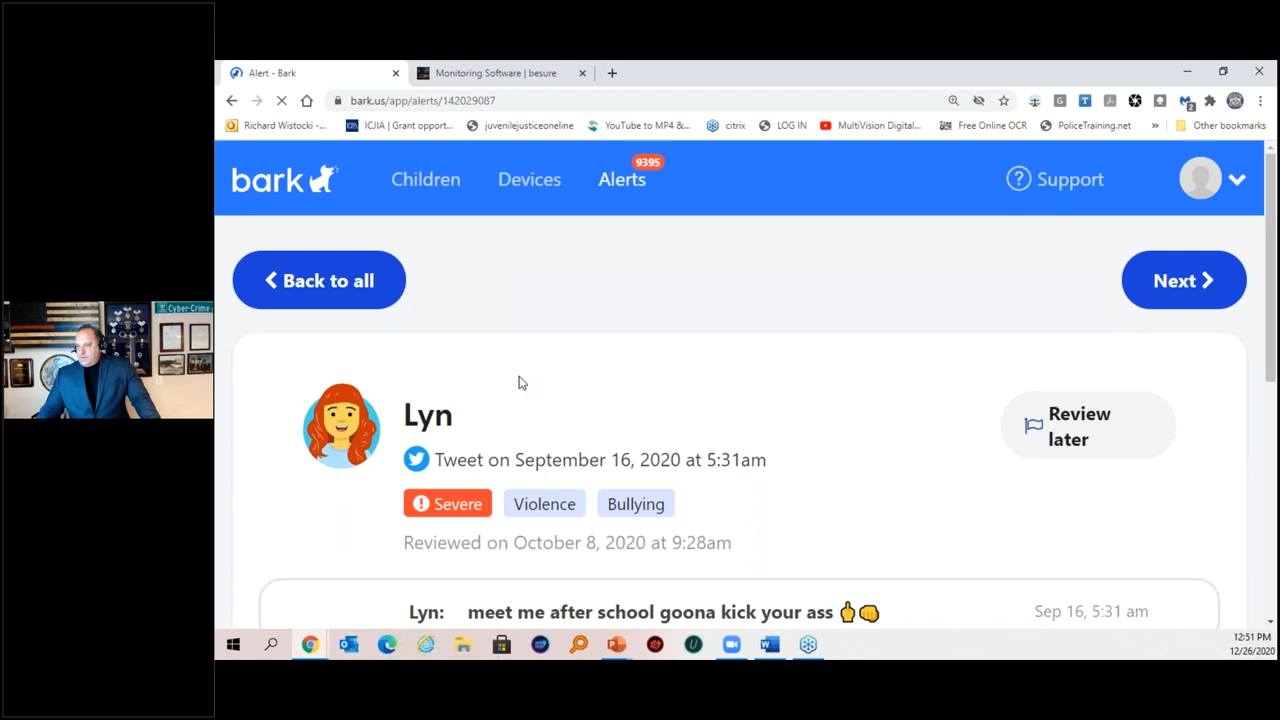 Alert - Bark
Monitoring Software | besure
bark.us/app/alerts/142029087
2
Richard Wistocki -...
ICJIA | Grant opport...
juvenilejusticeonline
YouTube to MP4 &...
citrix
LOG IN
MultiVision Digital...
Free Online OCR
PoliceTraining.net
»
Other bookmarks
bark
Children
Devices
Alerts
9395
Support
Back to all
Next
Cyber-Crime
Lyn
Tweet on September 16, 2020 at 5:31am
Severe
Violence
Bullying
Reviewed on October 8, 2020 at 9:28am
Review
later
Lyn: meet me after school goona kick your ass 🖕👊
Sep 16, 5:31 am
12:51 PM
12/26/2020